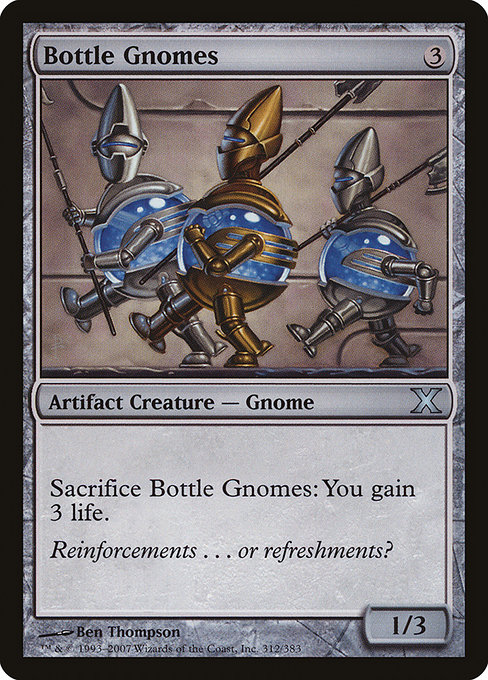 Bottle Gnomes 3
Artifact Creature — Gnome X
Sacrifice Bottle Gnomes: You gain
3 life.
Reinforcements . . . or refreshments?
Ben Thompson
™ & © 1993–2007 Wizards of the Coast, Inc. 312/383
1/3